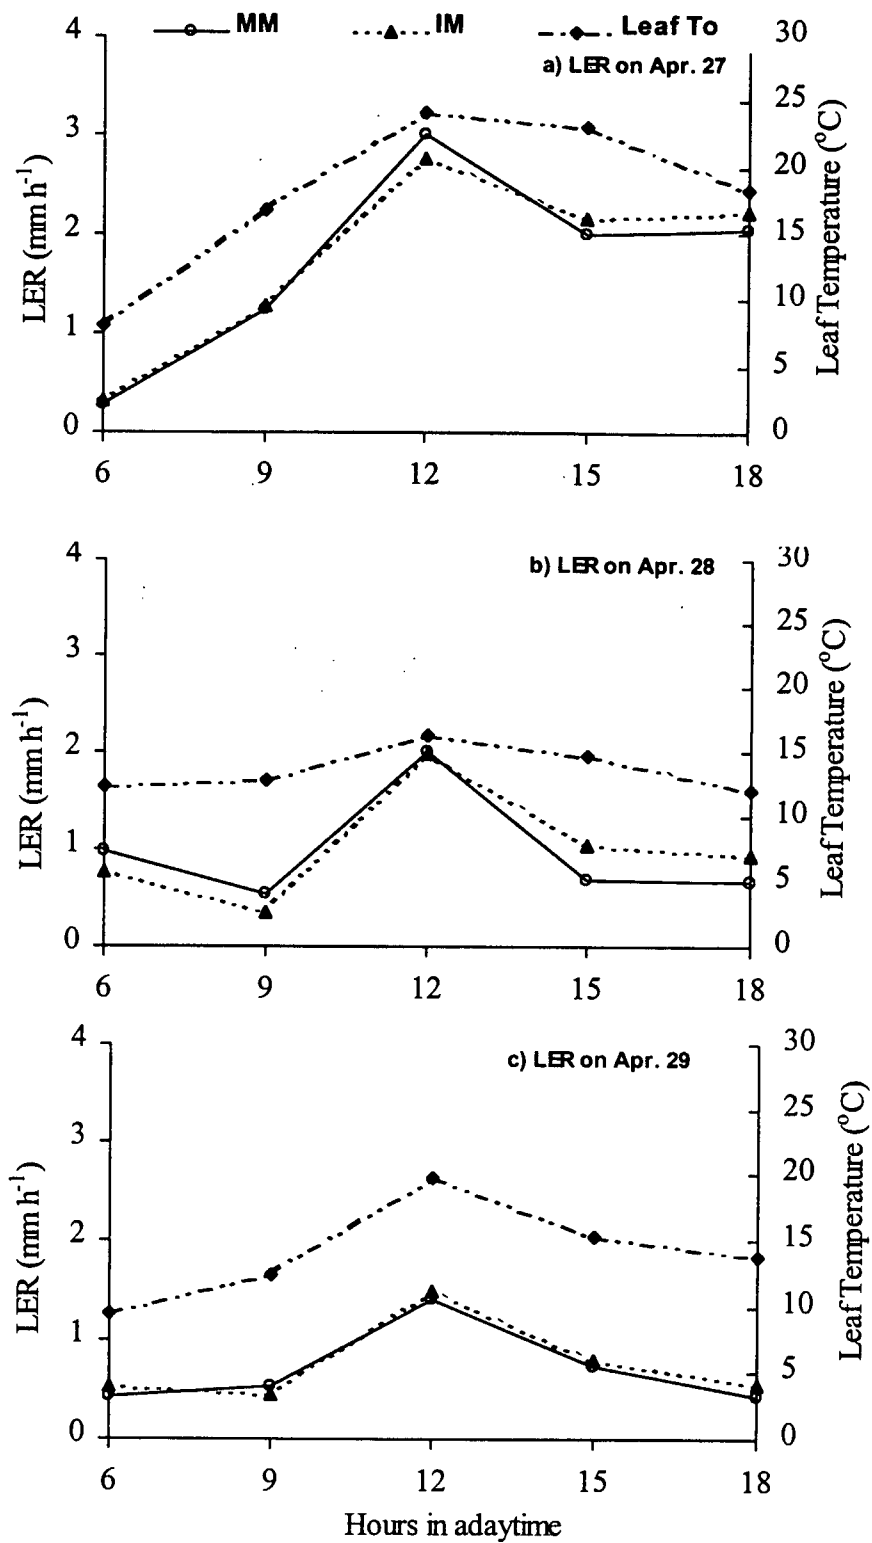 MM IM Leaf To
a) LER on Apr. 27
4
3
2
1
0
LER (mm h⁻¹)
30
25
20
15
10
5
0
Leaf Temperature (°C)
6 9 12 15 18
b) LER on Apr. 28
4
3
2
1
0
LER (mm h⁻¹)
30
25
20
15
10
5
0
Leaf Temperature (°C)
6 9 12 15 18
c) LER on Apr. 29
4
3
2
1
0
LER (mm h⁻¹)
30
25
20
15
10
5
0
Leaf Temperature (°C)
6 9 12 15 18
Hours in adaytime